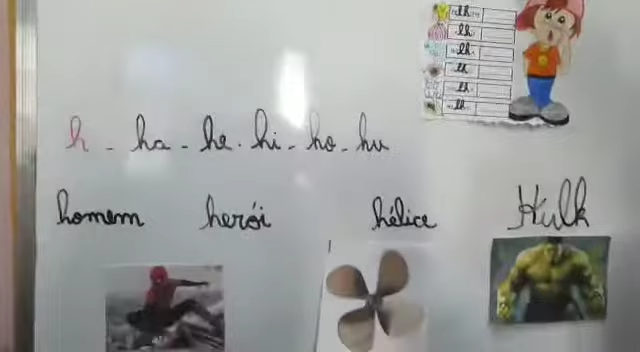 h - ha - he - hi - ho - hu
homem herói hélice Hulk